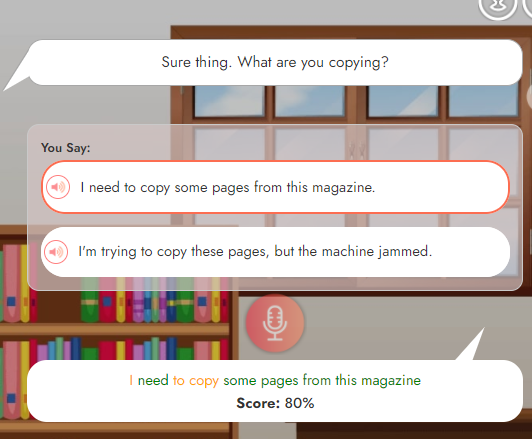 Sure thing. What are you copying?
You Say:
I need to copy some pages from this magazine.
I'm trying to copy these pages, but the machine jammed.
I need to copy some pages from this magazine
Score: 80%